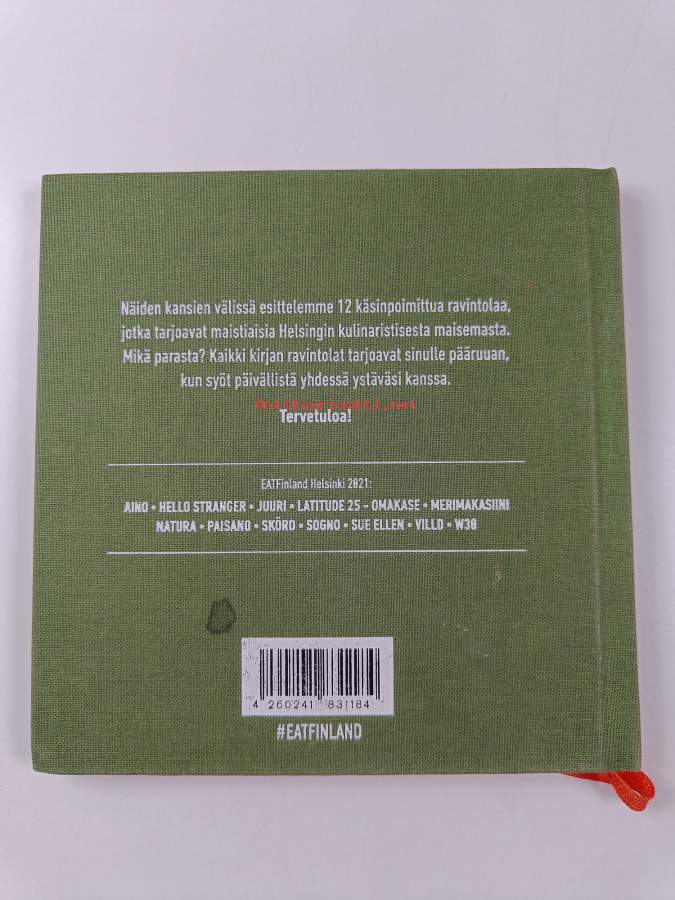 Näiden kansien välissä esittelemme 12 käsinpoimittua ravintolaa,
jotka tarjoavat maistiaisia Helsingin kulinaristisesta maisemasta.
Mikä parasta? Kaikki kirjan ravintolat tarjoavat sinulle pääruuan,
kun syöt päivällistä yhdessä ystäväsi kanssa.
Antikvariaatti.net
Tervetuloa!
EATFinland Helsinki 2021:
AINO • HELLO STRANGER • JUURI • LATITUDE 25 - OMAKASE • MERIMAKASIINI
NATURA • PAISANO • SKÖRD • SOGNO • SUE ELLEN • VILLD • W38
4 260241 831184
#EATFINLAND